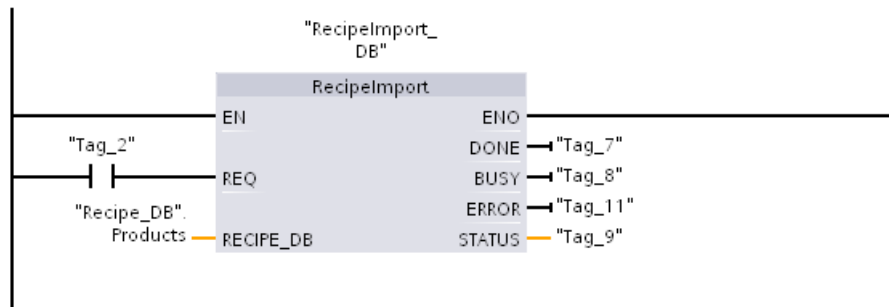 "RecipeImport_
DB"
RecipeImport
EN
ENO
"Tag_2"
DONE
"Tag_7"
REQ
BUSY
"Tag_8"
ERROR
"Tag_11"
"Recipe_DB".
Products
RECIPE_DB
STATUS
"Tag_9"